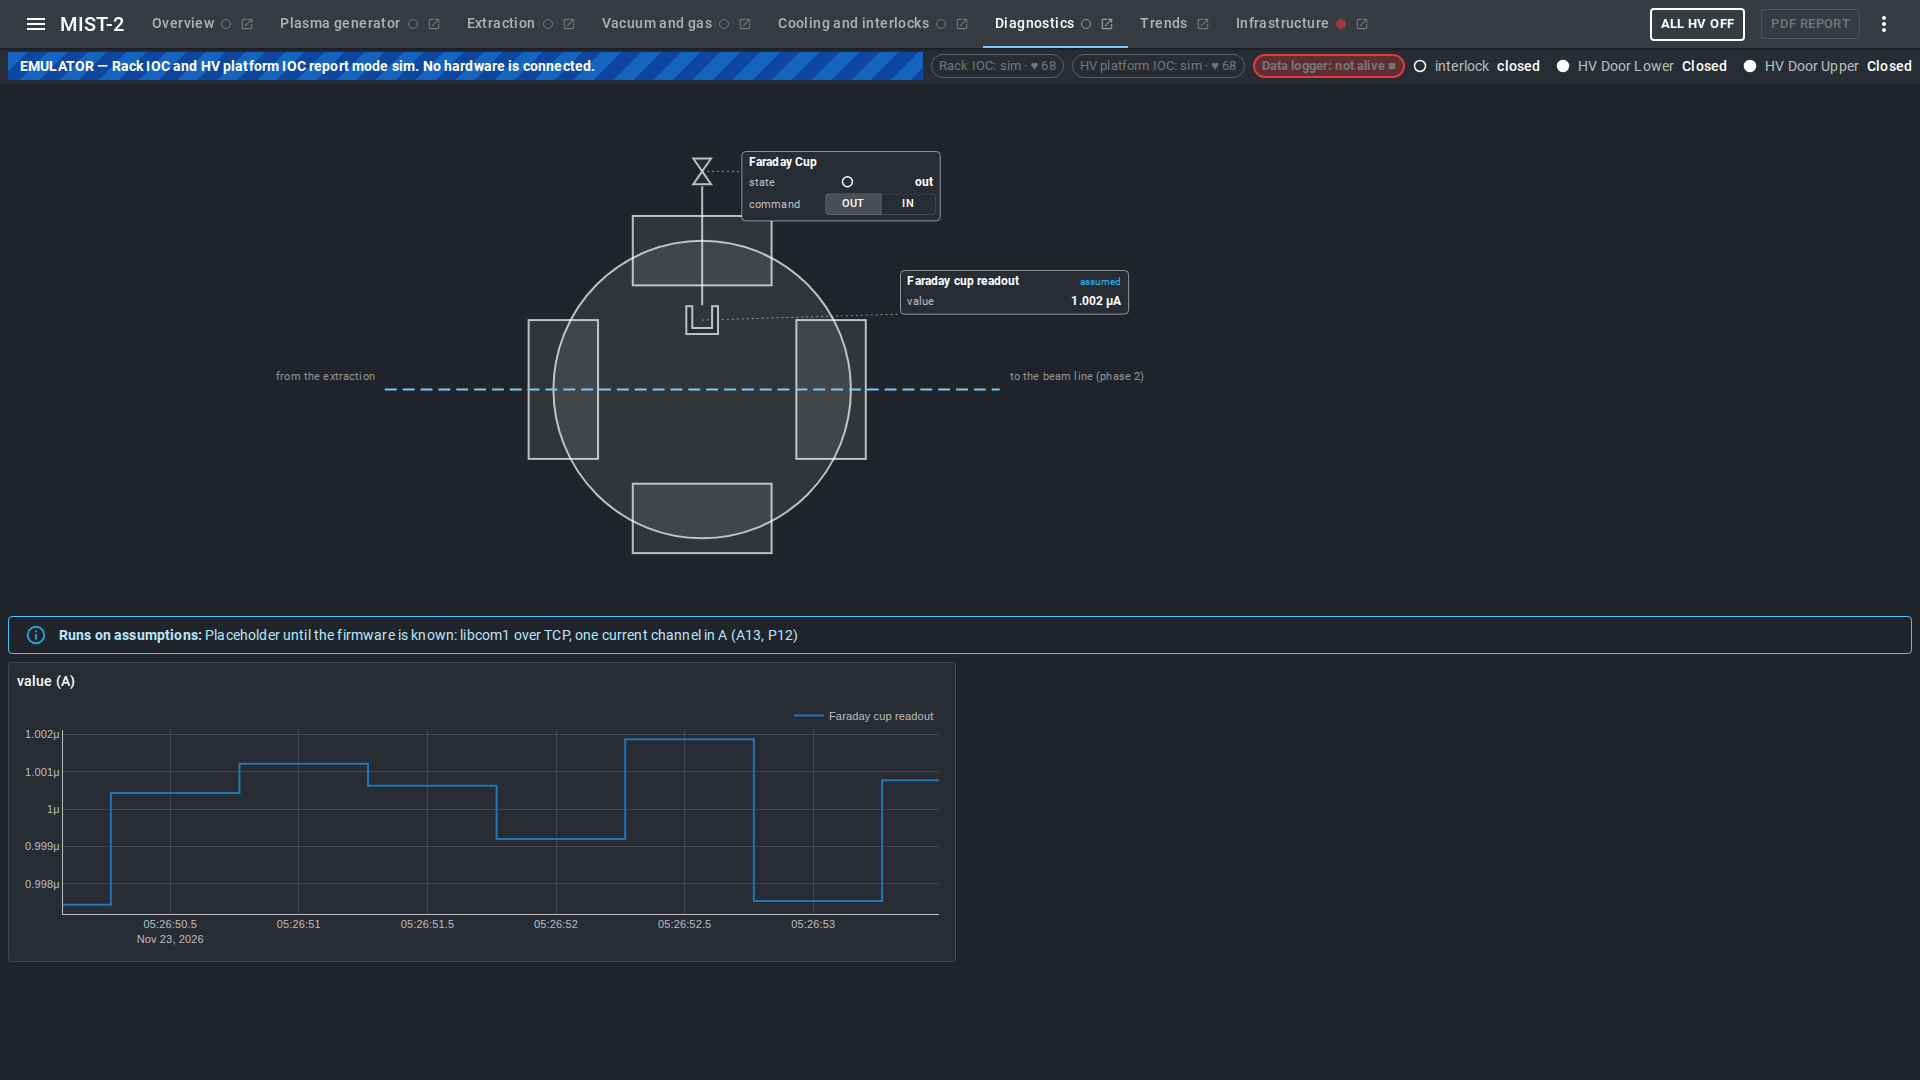 MIST-2 Overview Plasma generator Extraction Vacuum and gas Cooling and interlocks Diagnostics Trends Infrastructure ALL HV OFF PDF REPORT
EMULATOR — Rack IOC and HV platform IOC report mode sim. No hardware is connected. Rack IOC: sim · ♥ 68 HV platform IOC: sim · ♥ 68 Data logger: not alive ■ interlock closed HV Door Lower Closed HV Door Upper Closed
Faraday Cup
state out
command OUT IN
Faraday cup readout assumed
value 1.002 µA
from the extraction
to the beam line (phase 2)
Runs on assumptions: Placeholder until the firmware is known: libcom1 over TCP, one current channel in A (A13, P12)
value (A)
Faraday cup readout
1.002µ
1.001µ
1µ
0.999µ
0.998µ
05:26:50.5 05:26:51 05:26:51.5 05:26:52 05:26:52.5 05:26:53
Nov 23, 2026